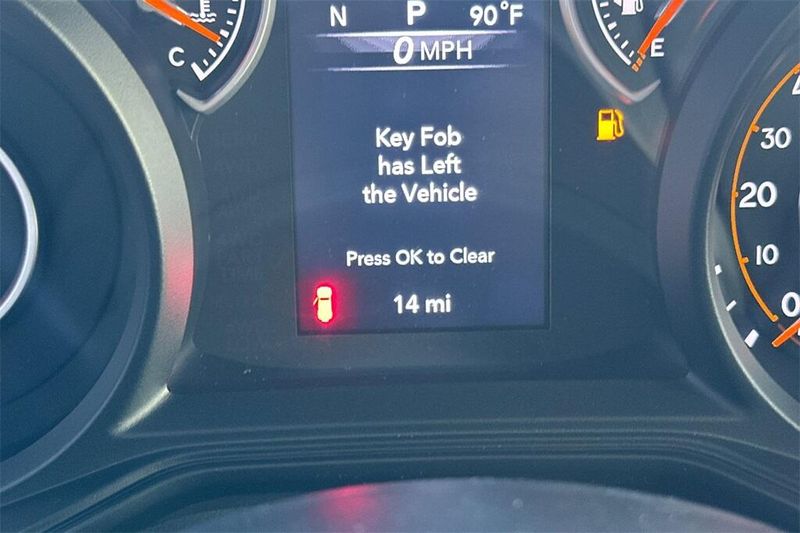 N P 90°F
0 MPH
C
E
Key Fob
has Left
the Vehicle
Press OK to Clear
14 mi
30
20
10
0